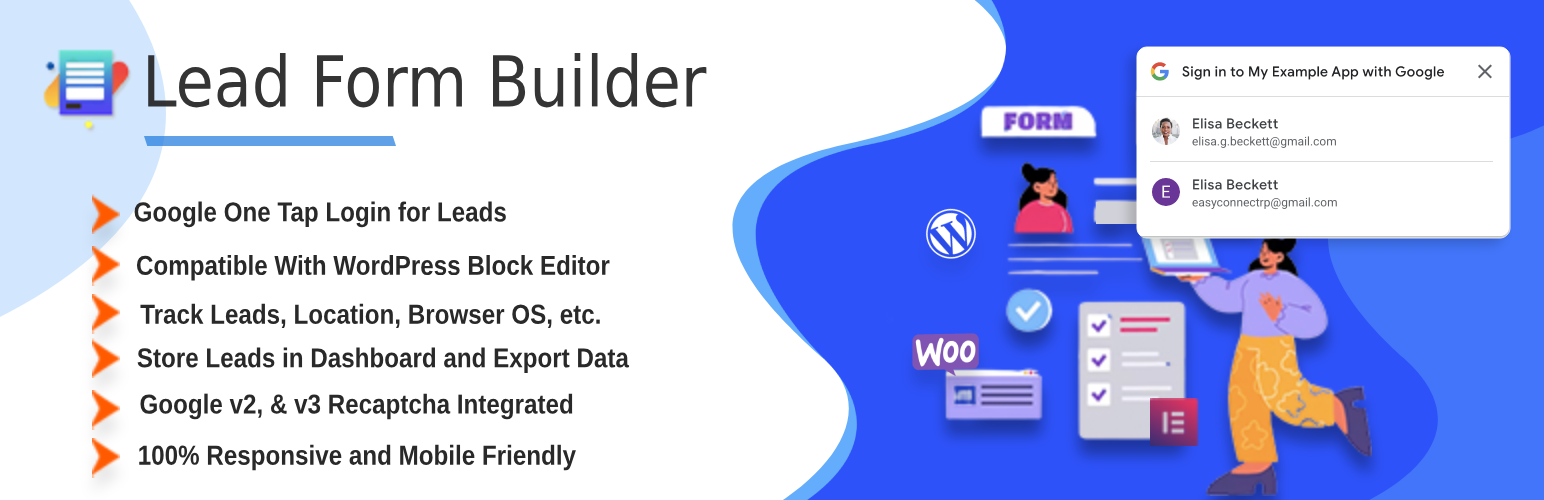 Lead Form Builder
Google One Tap Login for Leads
Compatible With WordPress Block Editor
Track Leads, Location, Browser OS, etc.
Store Leads in Dashboard and Export Data
Google v2, & v3 Recaptcha Integrated
100% Responsive and Mobile Friendly
FORM
WOO
Sign in to My Example App with Google
Elisa Beckett
elisa.g.beckett@gmail.com
E
Elisa Beckett
easyconnectrp@gmail.com